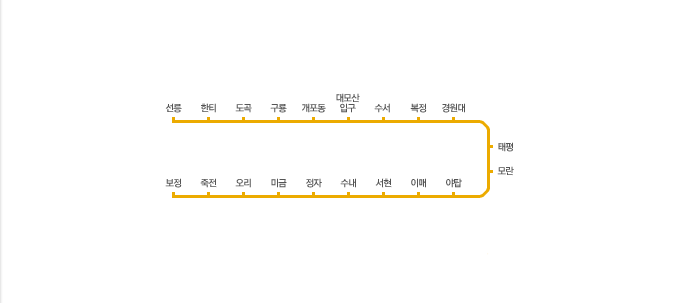 선릉
한티
도곡
구룡
개포동
대모산
입구
수서
복정
경원대
태평
모란
보정
죽전
오리
미금
정자
수내
서현
이매
야탑